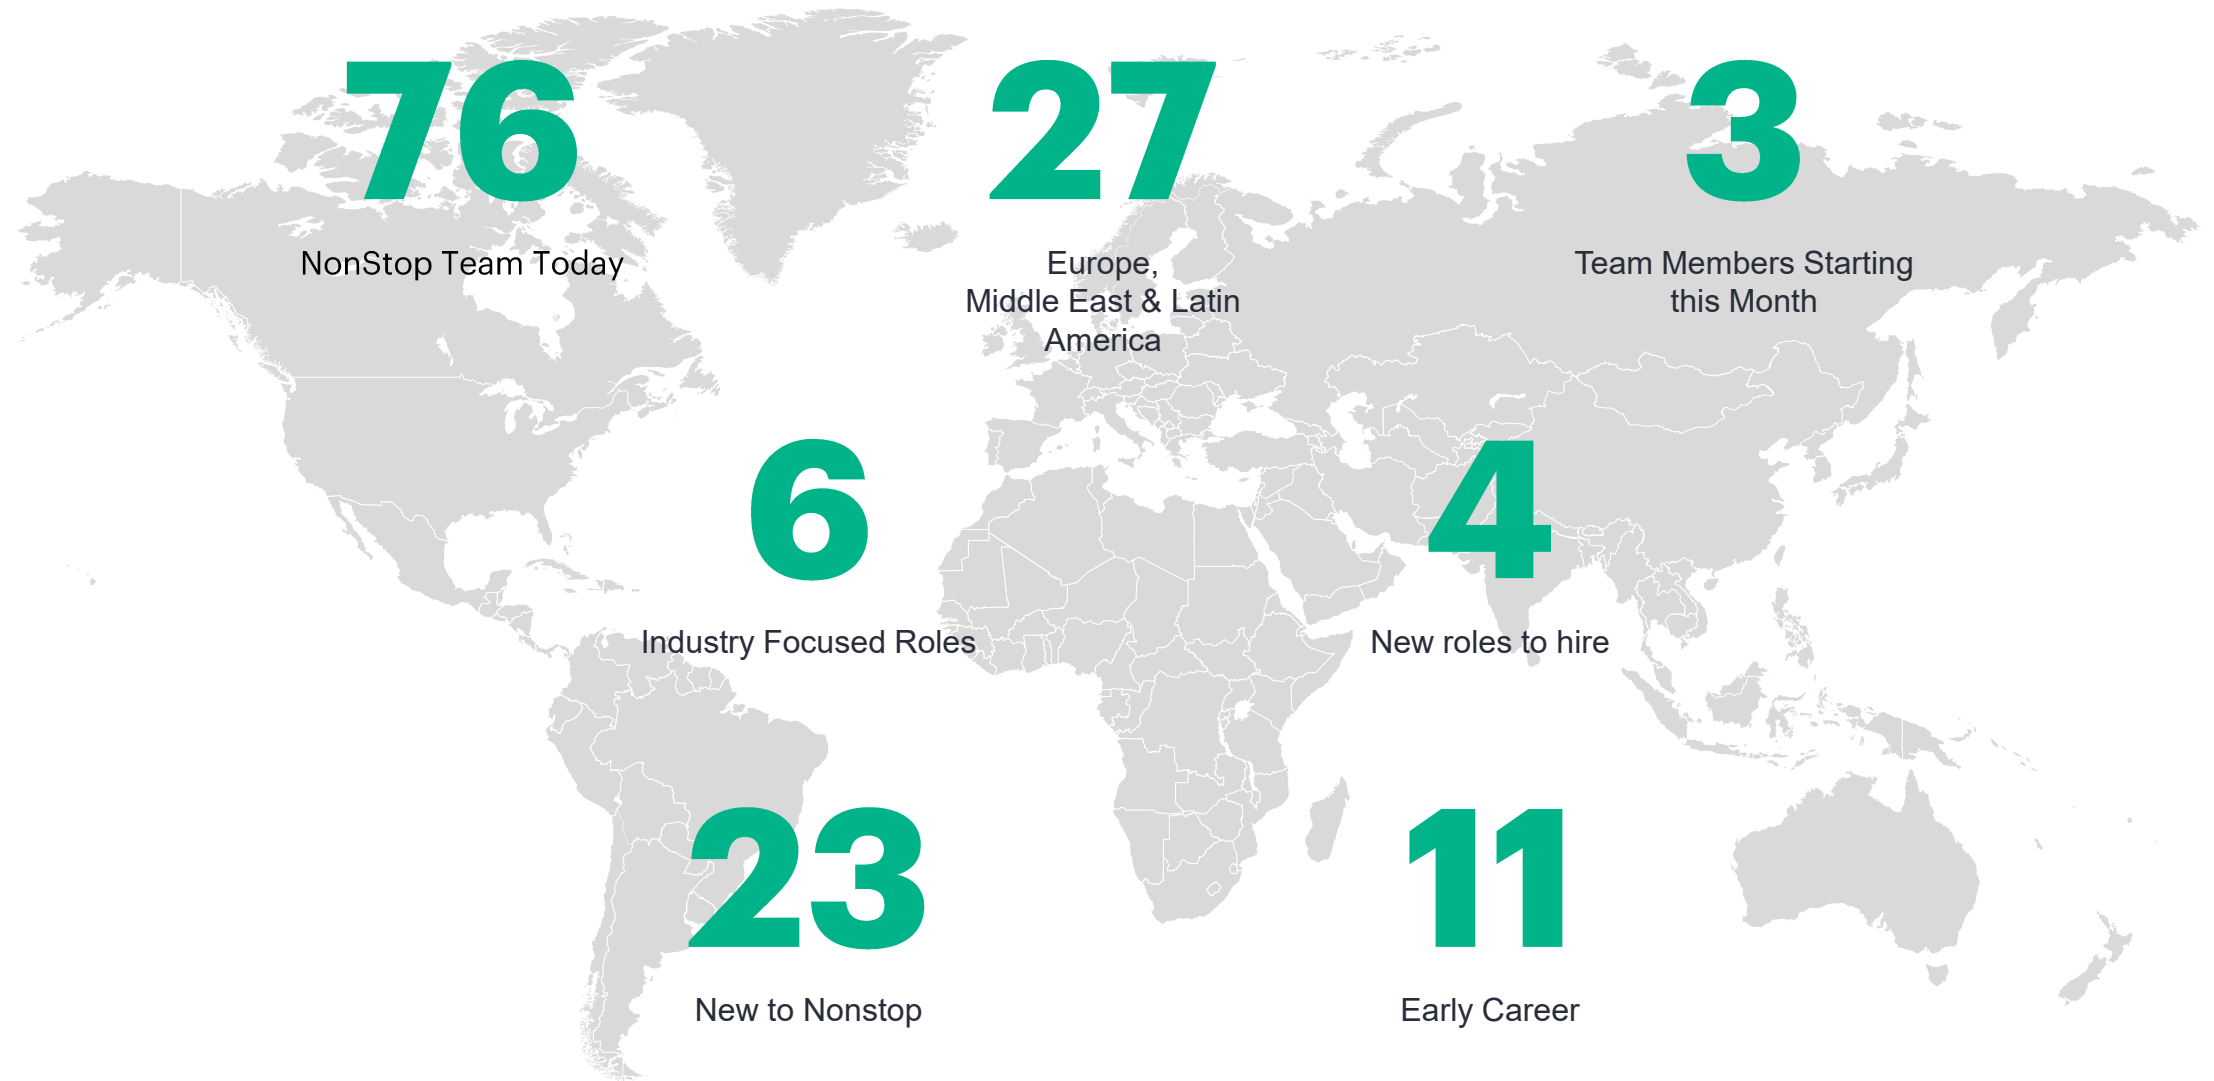 76
NonStop Team Today
27
Europe,
Middle East & Latin
America
3
Team Members Starting
this Month
6
Industry Focused Roles
4
New roles to hire
23
New to Nonstop
11
Early Career